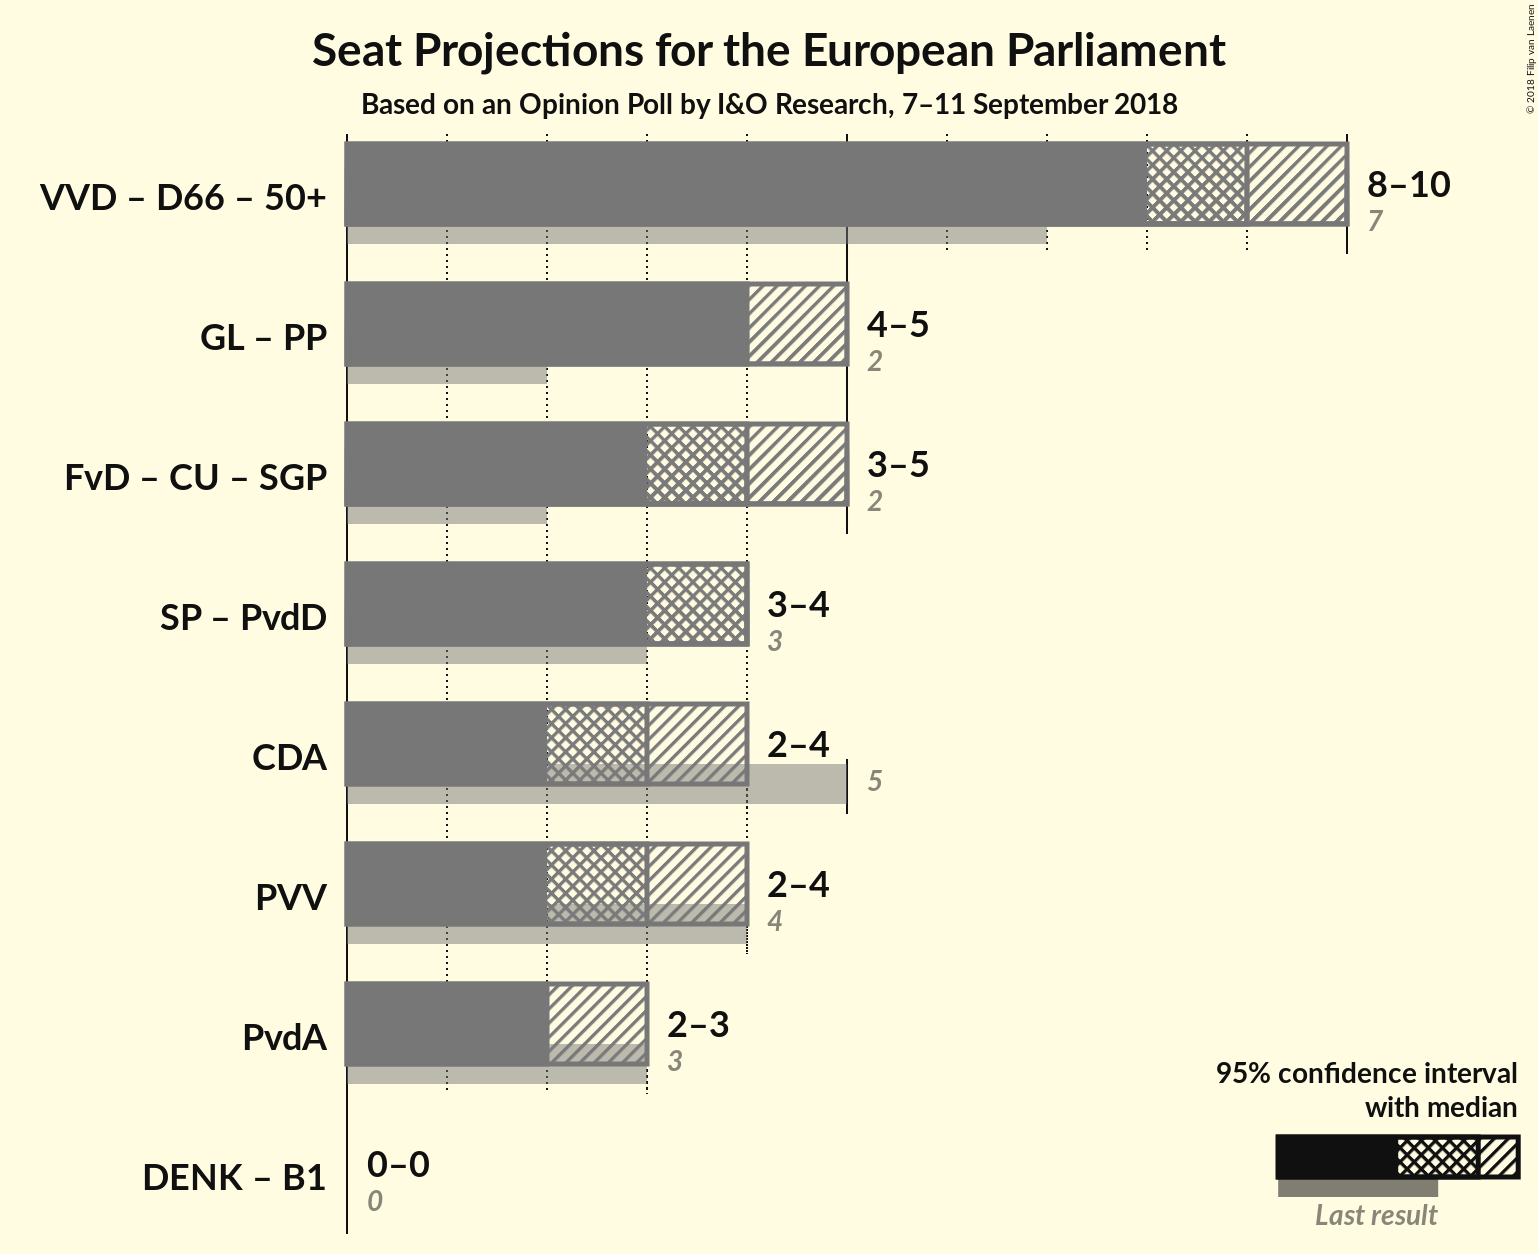 Seat Projections for the European Parliament
Based on an Opinion Poll by I&O Research, 7–11 September 2018
© 2018 Filip van Laenen
VVD – D66 – 50+
8–10
7
GL – PP
4–5
2
FvD – CU – SGP
3–5
2
SP – PvdD
3–4
3
CDA
2–4
5
PVV
2–4
4
PvdA
2–3
3
DENK – B1
0–0
0
95% confidence interval
with median
Last result